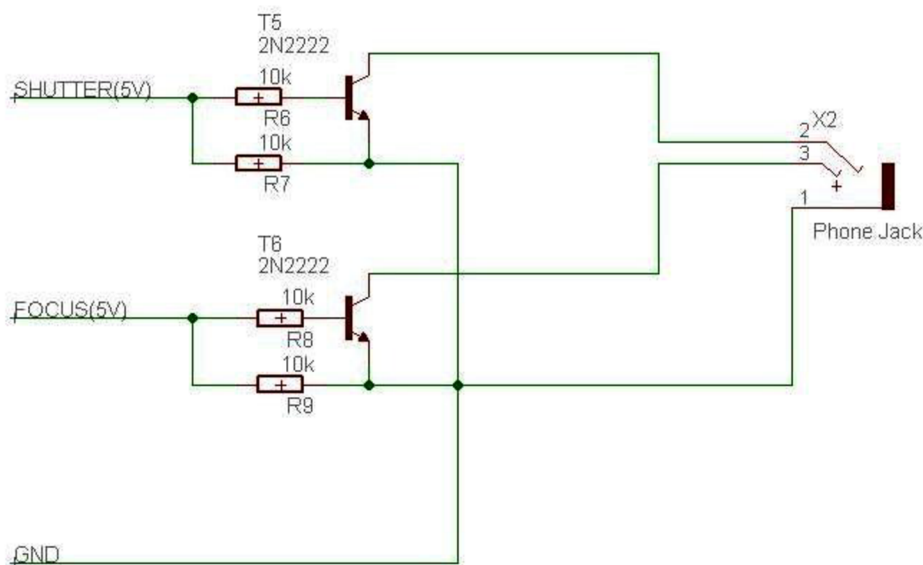 T5
2N2222
10k
SHUTTER(5V)
R6
10k
R7
X2
2
3
1
Phone Jack
T6
2N2222
10k
FOCUS(5V)
R8
10k
R9
GND